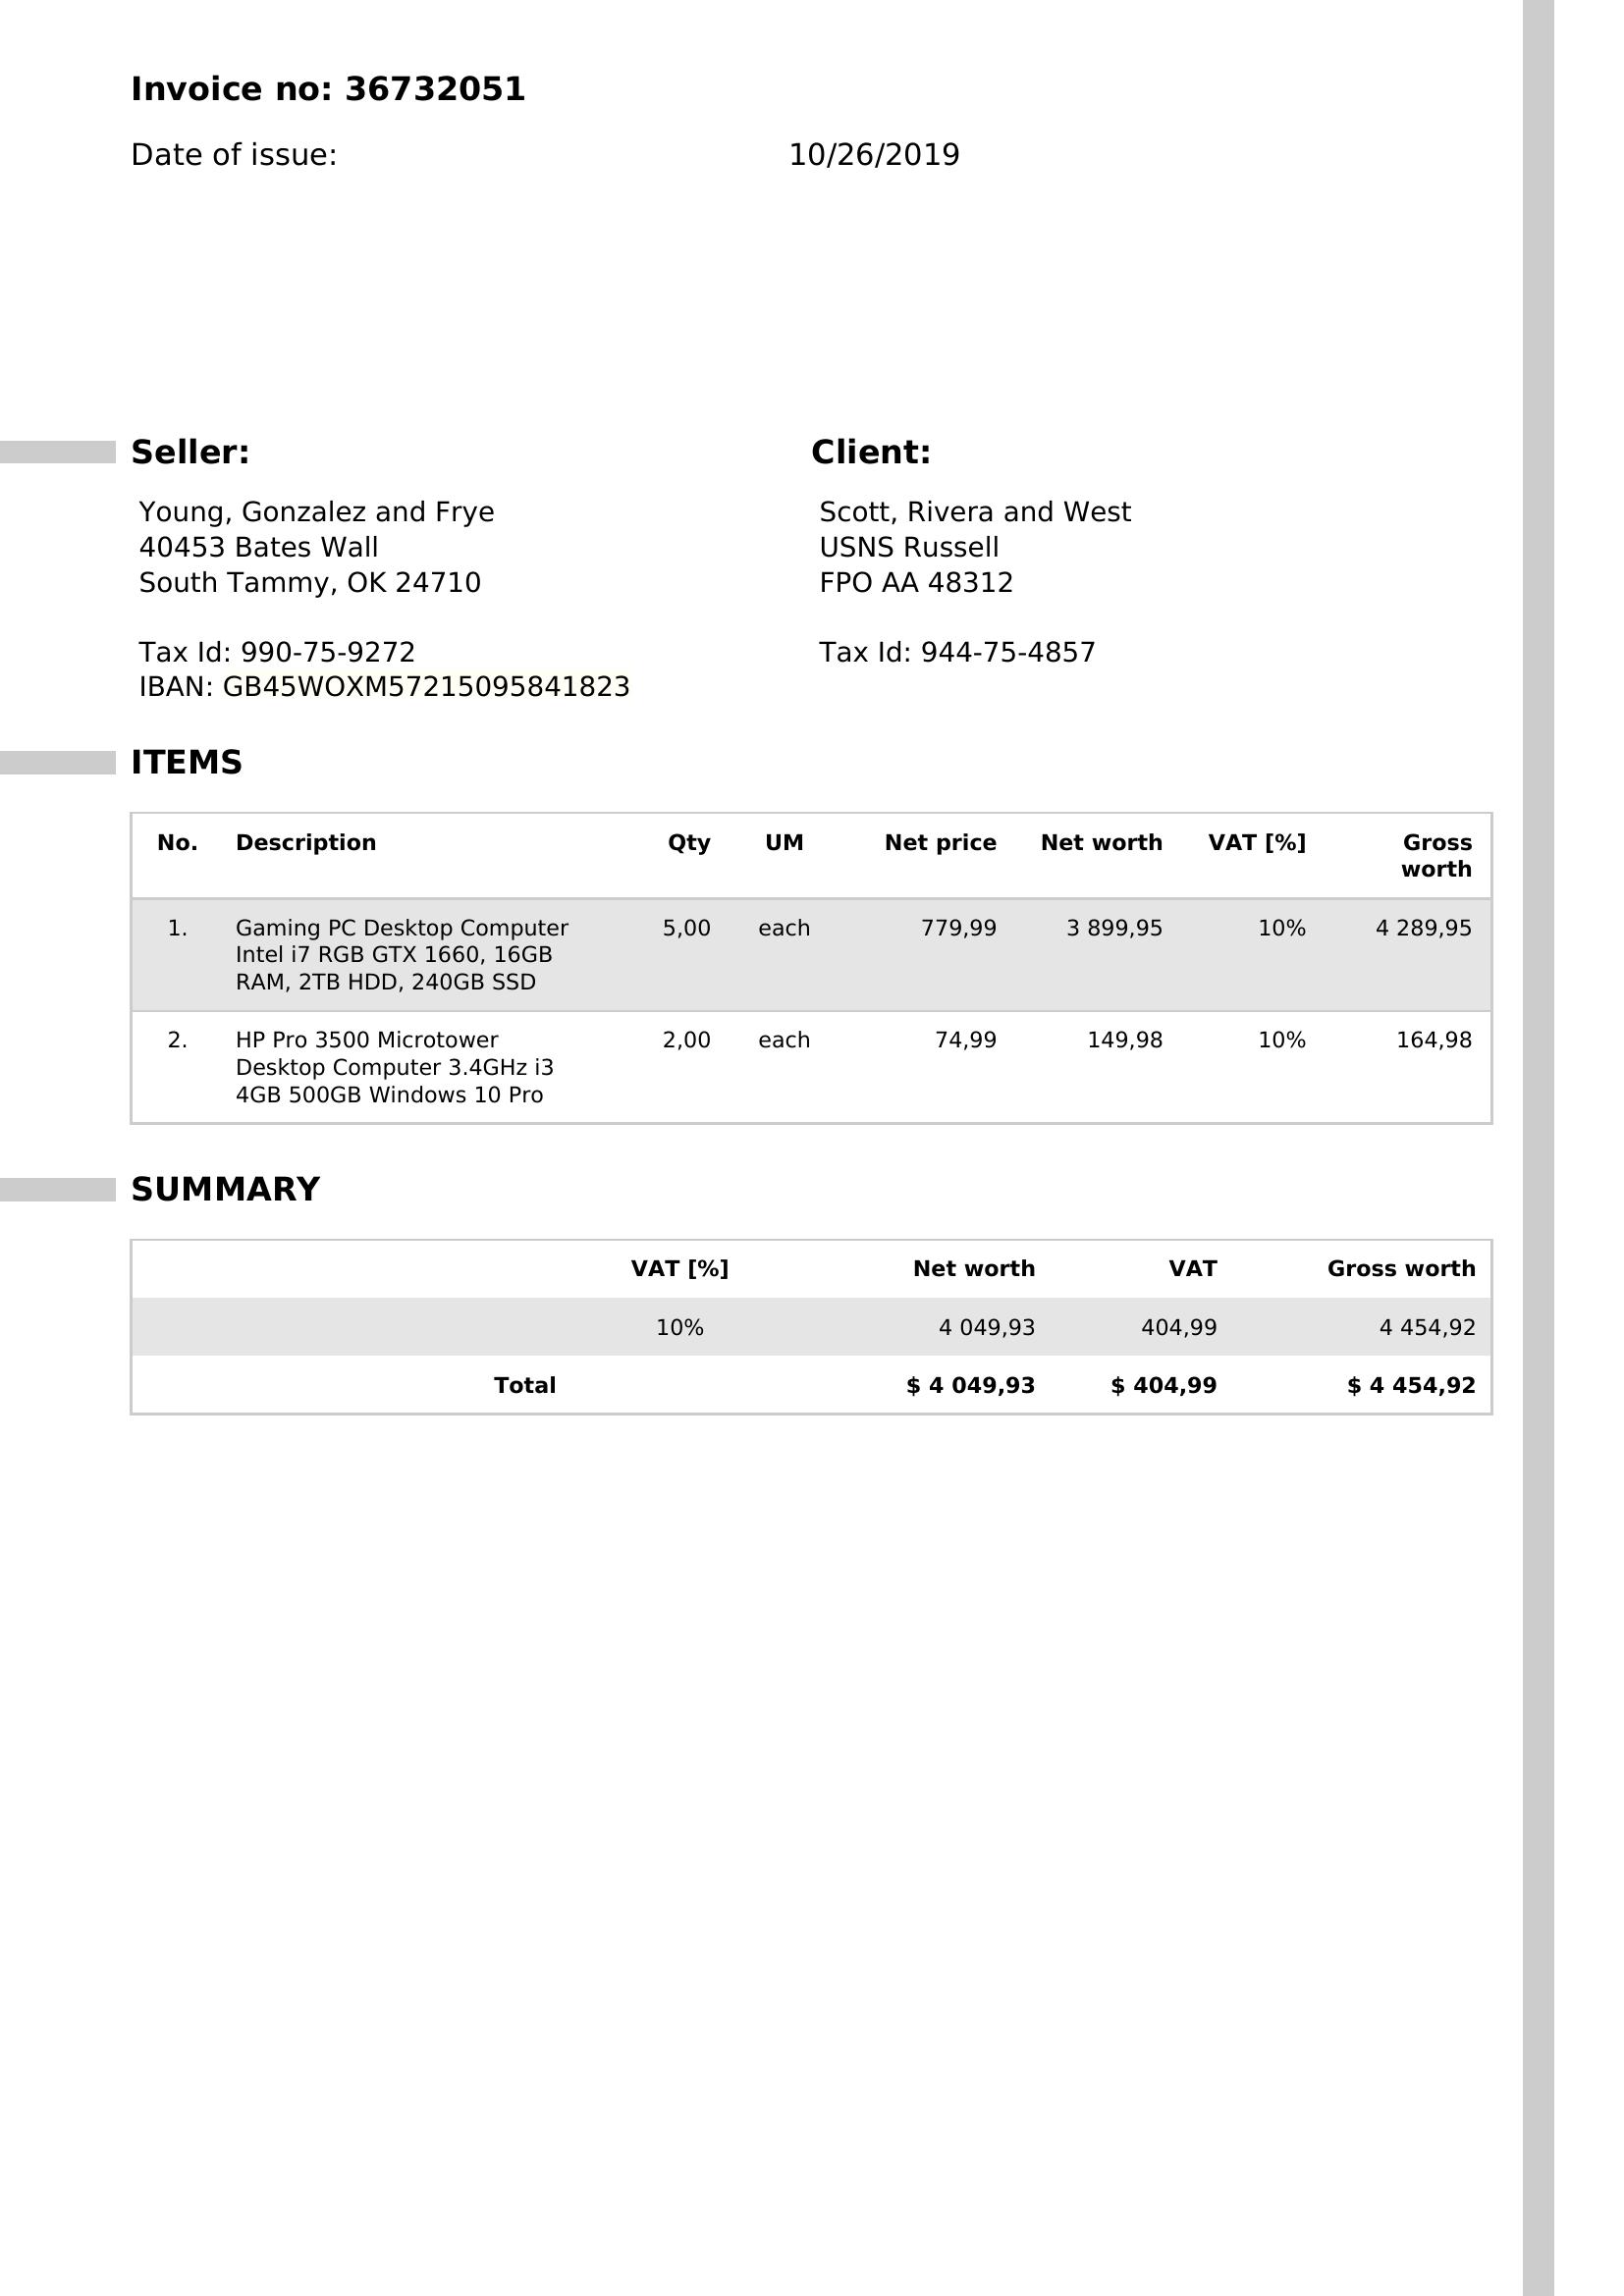 Invoice no: 36732051
Date of issue: 10/26/2019
Seller:
Young, Gonzalez and Frye
40453 Bates Wall
South Tammy, OK 24710
Tax Id: 990-75-9272
IBAN: GB45WOXM57215095841823
Client:
Scott, Rivera and West
USNS Russell
FPO AA 48312
Tax Id: 944-75-4857
ITEMS
No. Description Qty UM Net price Net worth VAT [%] Gross
worth
1. Gaming PC Desktop Computer 5,00 each 779,99 3 899,95 10% 4 289,95
Intel i7 RGB GTX 1660, 16GB
RAM, 2TB HDD, 240GB SSD
2. HP Pro 3500 Microtower 2,00 each 74,99 149,98 10% 164,98
Desktop Computer 3.4GHz i3
4GB 500GB Windows 10 Pro
SUMMARY
VAT [%] Net worth VAT Gross worth
10% 4 049,93 404,99 4 454,92
Total $ 4 049,93 $ 404,99 $ 4 454,92